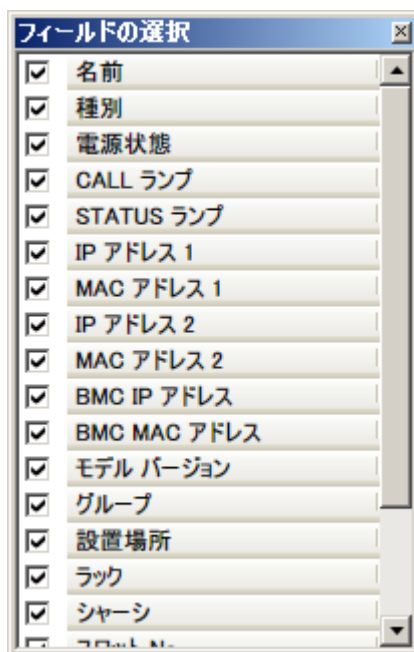 フィールドの選択
名前
種別
電源状態
CALL ランプ
STATUS ランプ
IP アドレス 1
MAC アドレス 1
IP アドレス 2
MAC アドレス 2
BMC IP アドレス
BMC MAC アドレス
モデル バージョン
グループ
設置場所
ラック
シャーシ